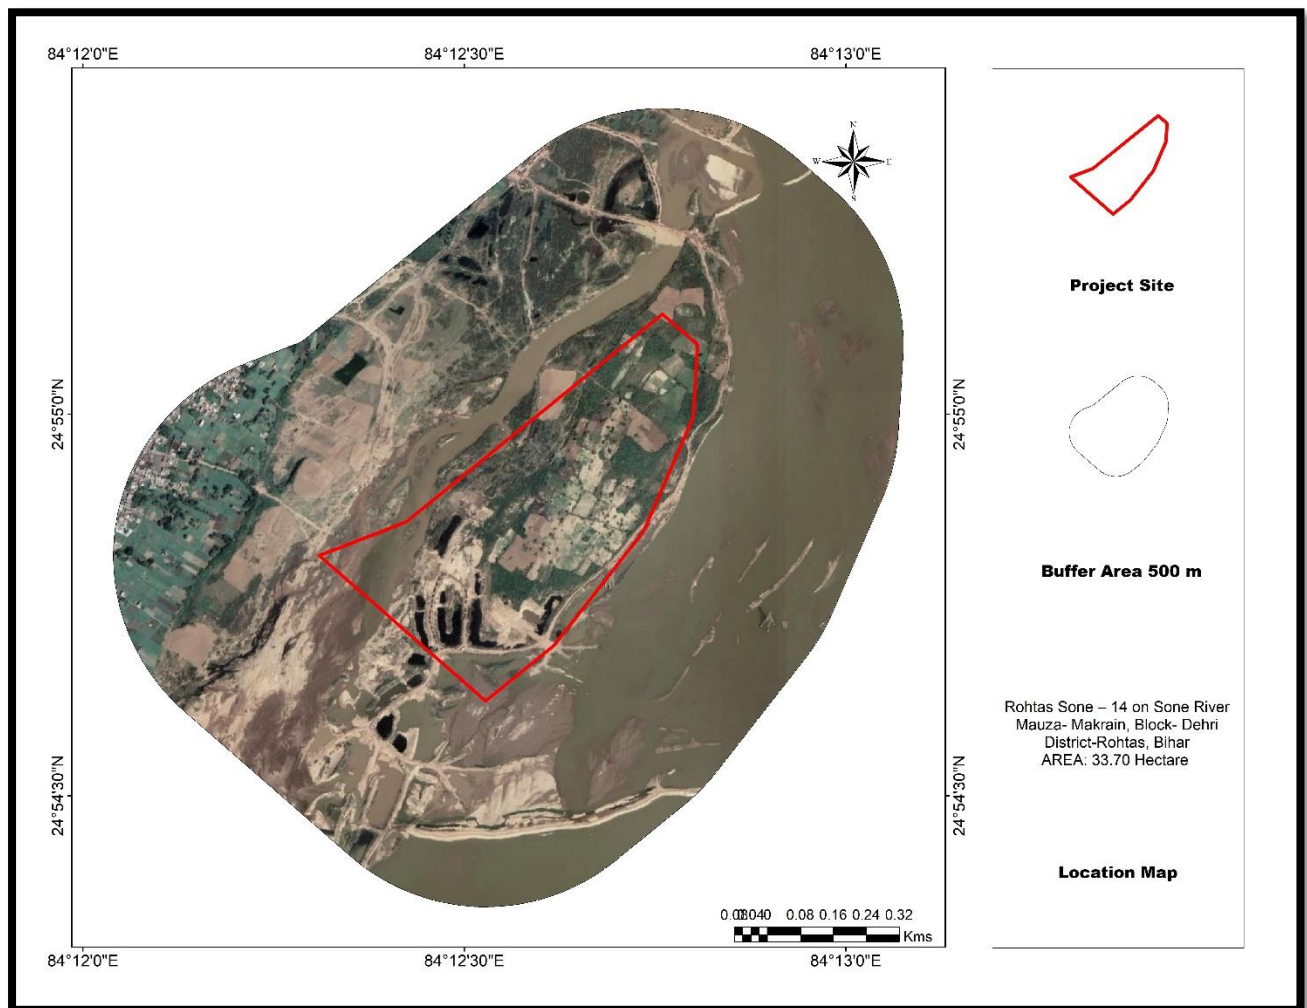 84°12'0"E 84°12'30"E 84°13'0"E
N
W E
S
24°55'0"N 24°55'0"N
24°54'30"N 24°54'30"N
0.08 0.16 0.24 0.32
Kms
84°12'0"E 84°12'30"E 84°13'0"E
Project Site
Buffer Area 500 m
Rohtas Sone – 14 on Sone River
Mauza- Makrain, Block- Dehri
District-Rohtas, Bihar
AREA: 33.70 Hectare
Location Map